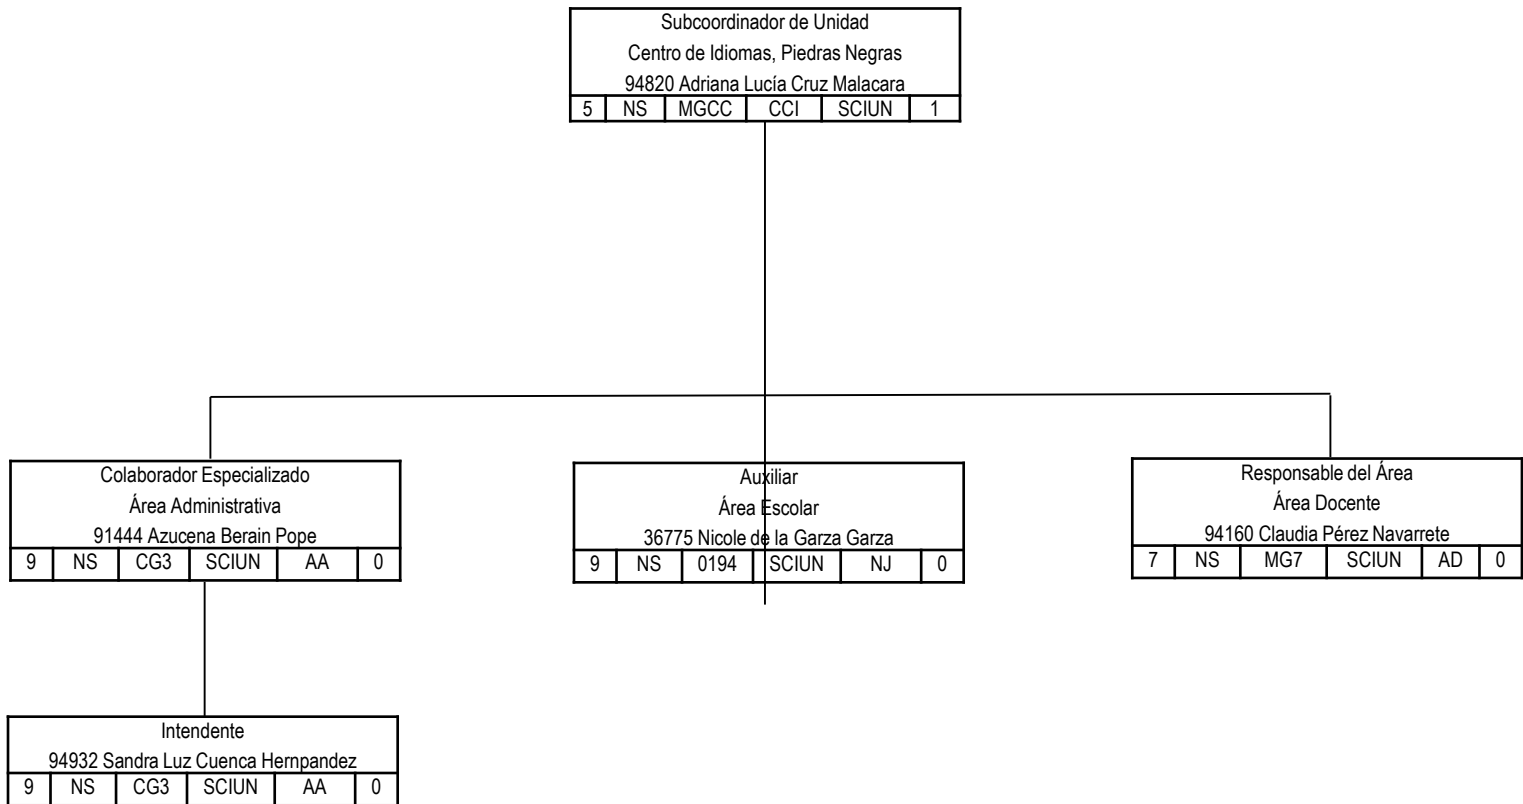 Subcoordinador de Unidad
Centro de Idiomas, Piedras Negras
94820 Adriana Lucía Cruz Malacara
5 NS MGCC CCI SCIUN 1
Colaborador Especializado
Área Administrativa
91444 Azucena Berain Pope
9 NS CG3 SCIUN AA 0
Auxiliar
Área Escolar
36775 Nicole de la Garza Garza
9 NS 0194 SCIUN NJ 0
Responsable del Área
Área Docente
94160 Claudia Pérez Navarrete
7 NS MG7 SCIUN AD 0
Intendente
94932 Sandra Luz Cuenca Hernpandez
9 NS CG3 SCIUN AA 0